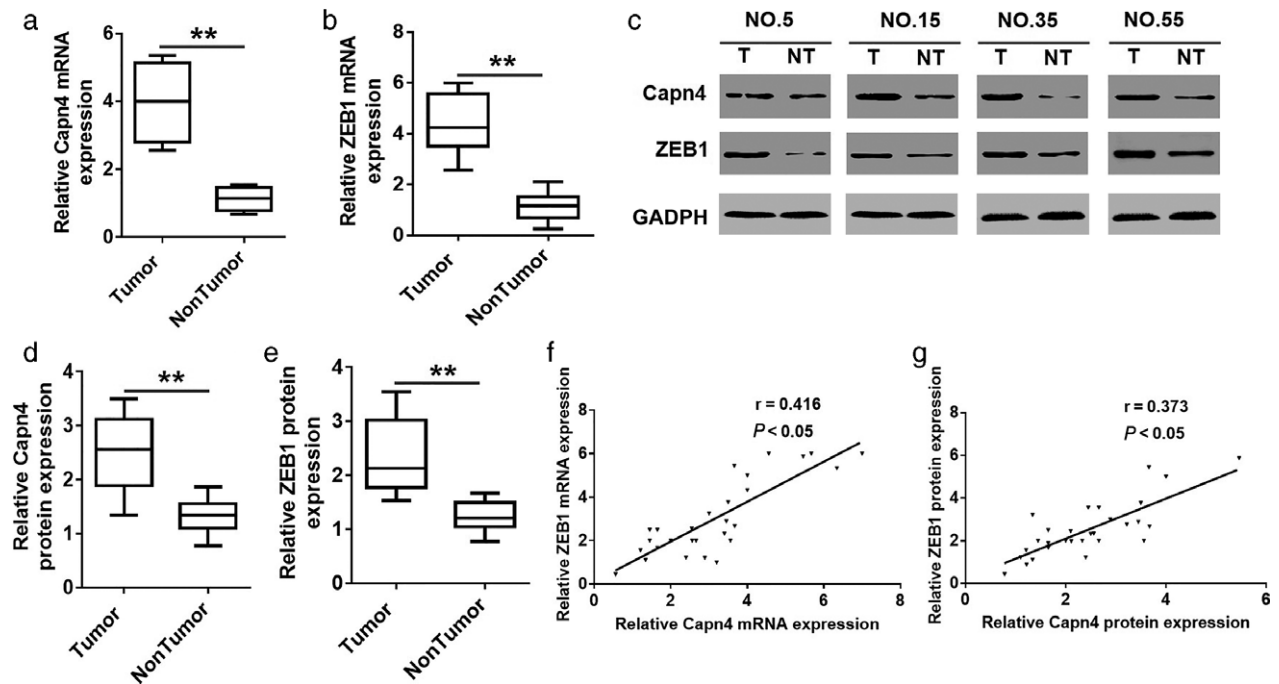 a
Relative Capn4 mRNA
expression
6
4
2
0
**
Tumor
NonTumor
b
Relative ZEB1 mRNA
expression
8
6
4
2
0
**
Tumor
NonTumor
c
NO.5 NO.15 NO.35 NO.55
T NT T NT T NT T NT
Capn4
ZEB1
GADPH
d
Relative Capn4
protein expression
4
3
2
1
0
**
Tumor
NonTumor
e
Relative ZEB1 protein
expression
4
3
2
1
0
**
Tumor
NonTumor
f
Relative ZEB1 mRNA expression
8
6
4
2
0
r = 0.416
P < 0.05
0 2 4 6 8
Relative Capn4 mRNA expression
g
Relative ZEB1 protein expression
8
6
4
2
0
r = 0.373
P < 0.05
0 2 4 6
Relative Capn4 protein expression